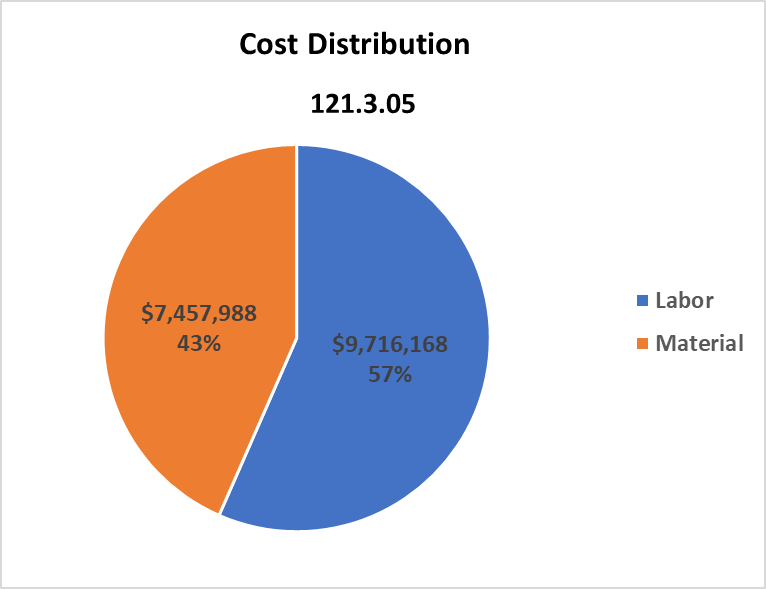 Cost Distribution
121.3.05
$7,457,988
43%
$9,716,168
57%
Labor
Material